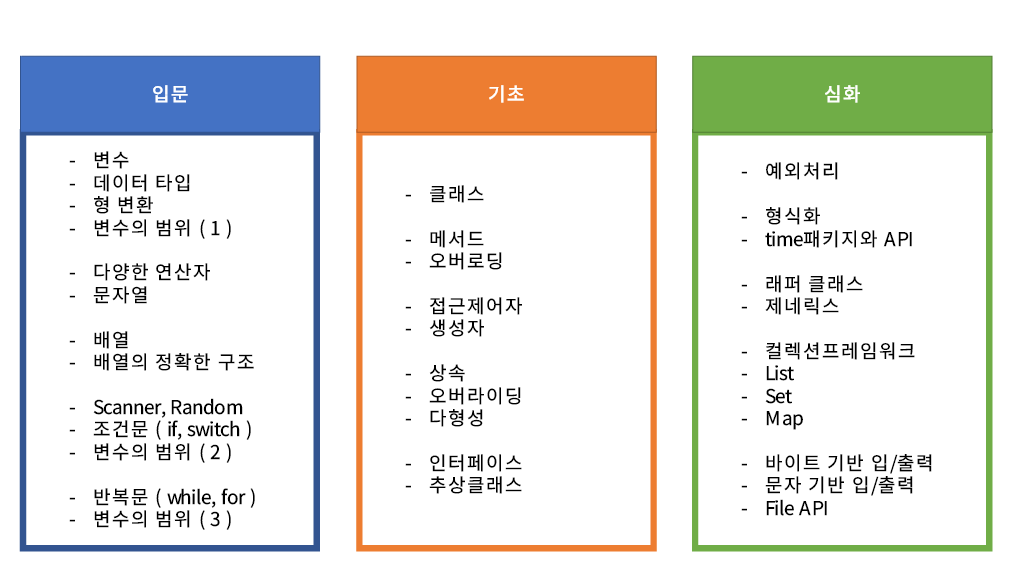 입문
- 변수
- 데이터 타입
- 형 변환
- 변수의 범위 ( 1 )
- 다양한 연산자
- 문자열
- 배열
- 배열의 정확한 구조
- Scanner, Random
- 조건문 ( if, switch )
- 변수의 범위 ( 2 )
- 반복문 ( while, for )
- 변수의 범위 ( 3 )
기초
- 클래스
- 메서드
- 오버로딩
- 접근제어자
- 생성자
- 상속
- 오버라이딩
- 다형성
- 인터페이스
- 추상클래스
심화
- 예외처리
- 형식화
- time패키지와 API
- 래퍼 클래스
- 제네릭스
- 컬렉션프레임워크
- List
- Set
- Map
- 바이트 기반 입/출력
- 문자 기반 입/출력
- File API